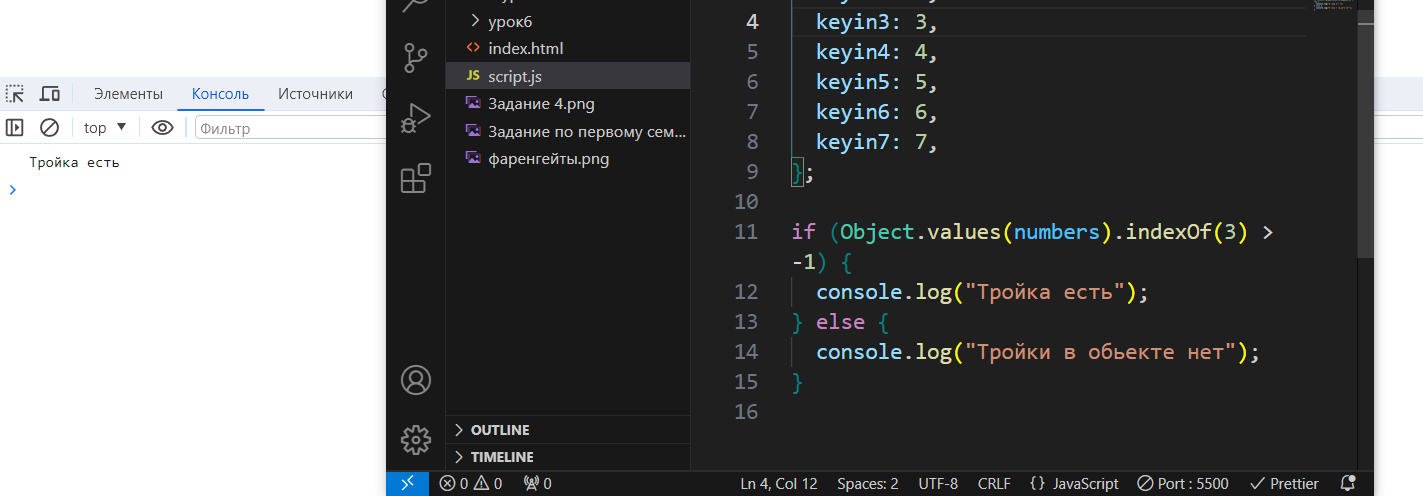 Элементы Консоль Источники
top Фильтр
Тройка есть
>
урок6
<> index.html
JS script.js
Задание 4.png
Задание по первому сем...
фаренгейты.png
OUTLINE
TIMELINE
4 keyin3: 3,
5 keyin4: 4,
6 keyin5: 5,
7 keyin6: 6,
8 keyin7: 7,
9 };
10
11 if (Object.values(numbers).indexOf(3) >
-1) {
12 console.log("Тройка есть");
13 } else {
14 console.log("Тройки в обьекте нет");
15 }
16
0 0 0 Ln 4, Col 12 Spaces: 2 UTF-8 CRLF {} JavaScript Port : 5500 Prettier